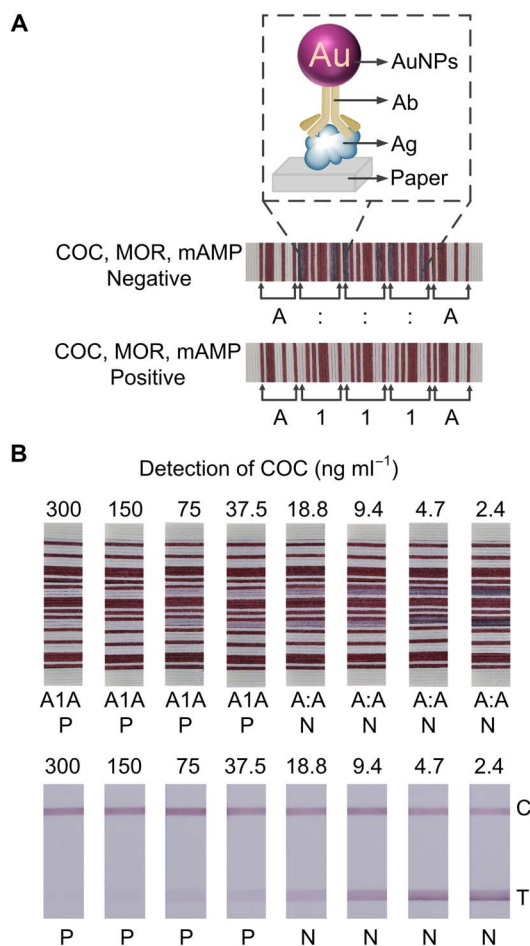 A
Au
AuNPs
Ab
Ag
Paper
COC, MOR, mAMP
Negative
A : : : A
COC, MOR, mAMP
Positive
A 1 1 1 A
B
Detection of COC (ng ml⁻¹)
300 150 75 37.5 18.8 9.4 4.7 2.4
A1A A1A A1A A1A A:A A:A A:A A:A
P P P P N N N N
300 150 75 37.5 18.8 9.4 4.7 2.4
C
T
P P P P N N N N